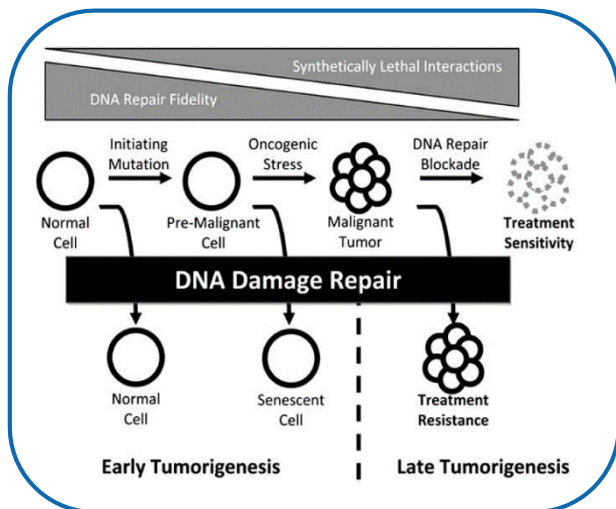 Synthetically Lethal Interactions
DNA Repair Fidelity
Initiating
Mutation
Oncogenic
Stress
DNA Repair
Blockade
Normal
Cell
Pre-Malignant
Cell
Malignant
Tumor
Treatment
Sensitivity
DNA Damage Repair
Normal
Cell
Senescent
Cell
Treatment
Resistance
Early Tumorigenesis
Late Tumorigenesis